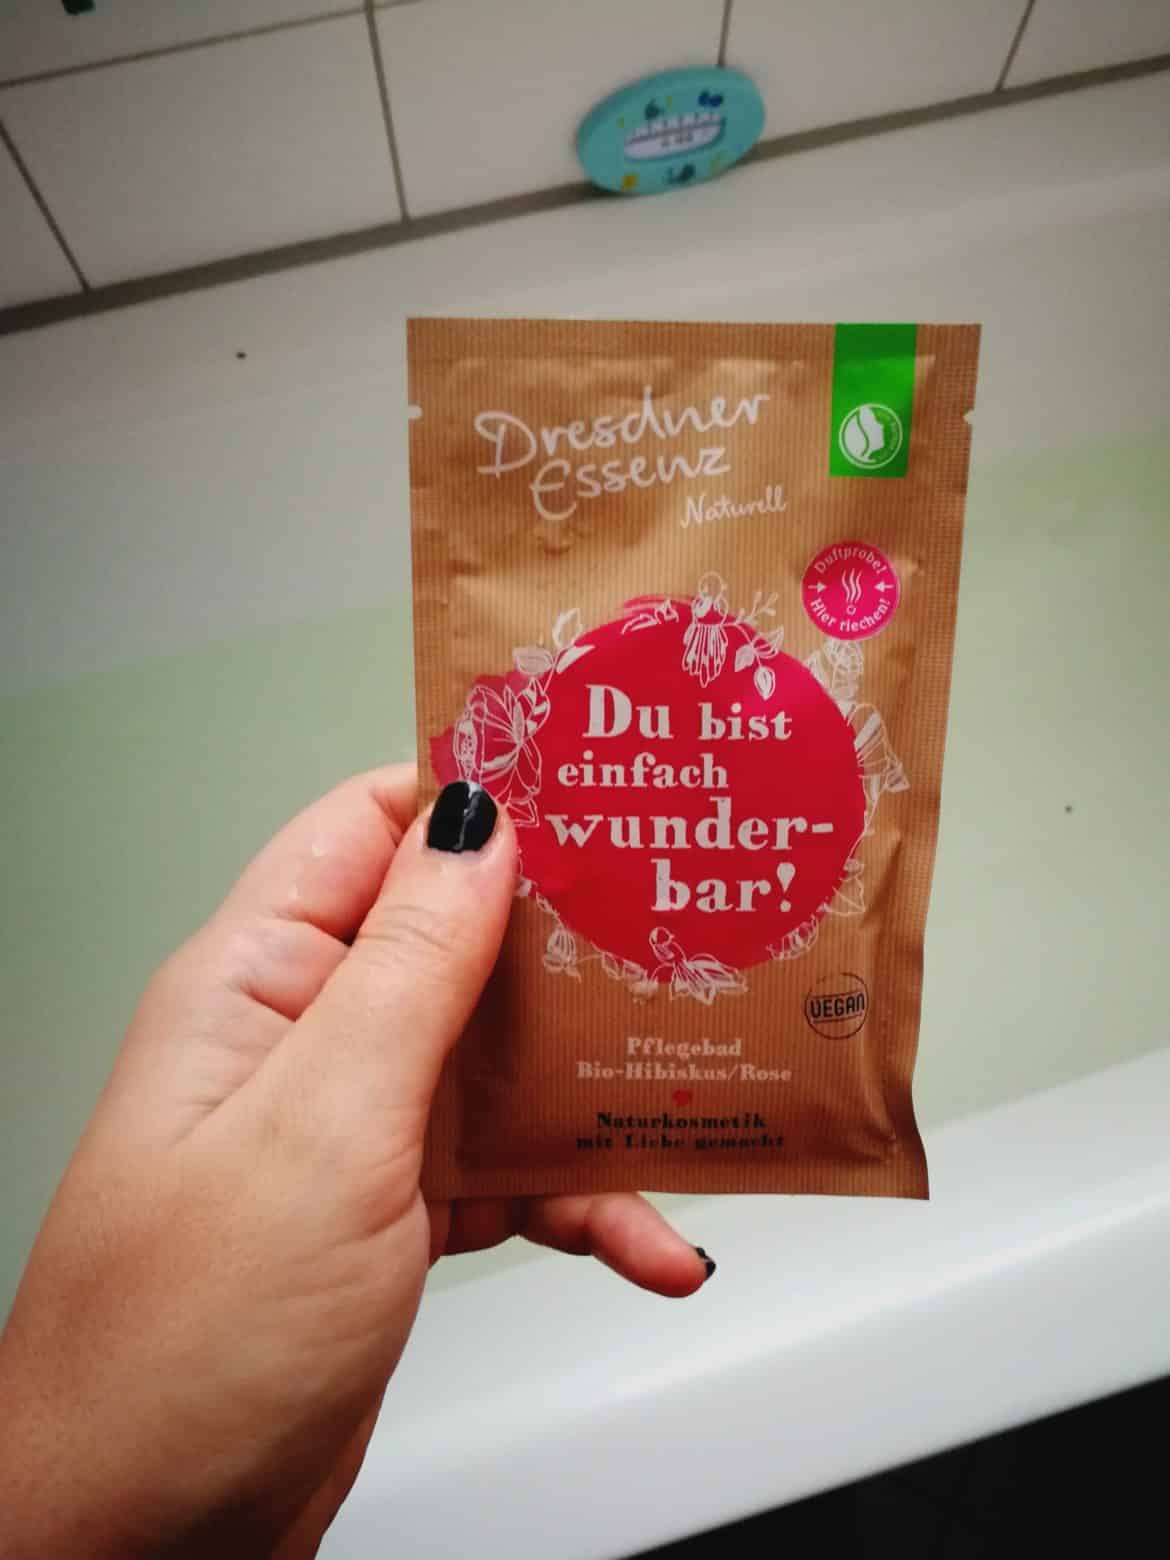 Dresdner
Essenz
Naturell
Duftprobe!
Hier riechen!
Du bist
einfach
wunder-
bar!
VEGAN
Pflegebad
Bio-Hibiskus/Rose
Naturkosmetik
mit Liebe gemacht